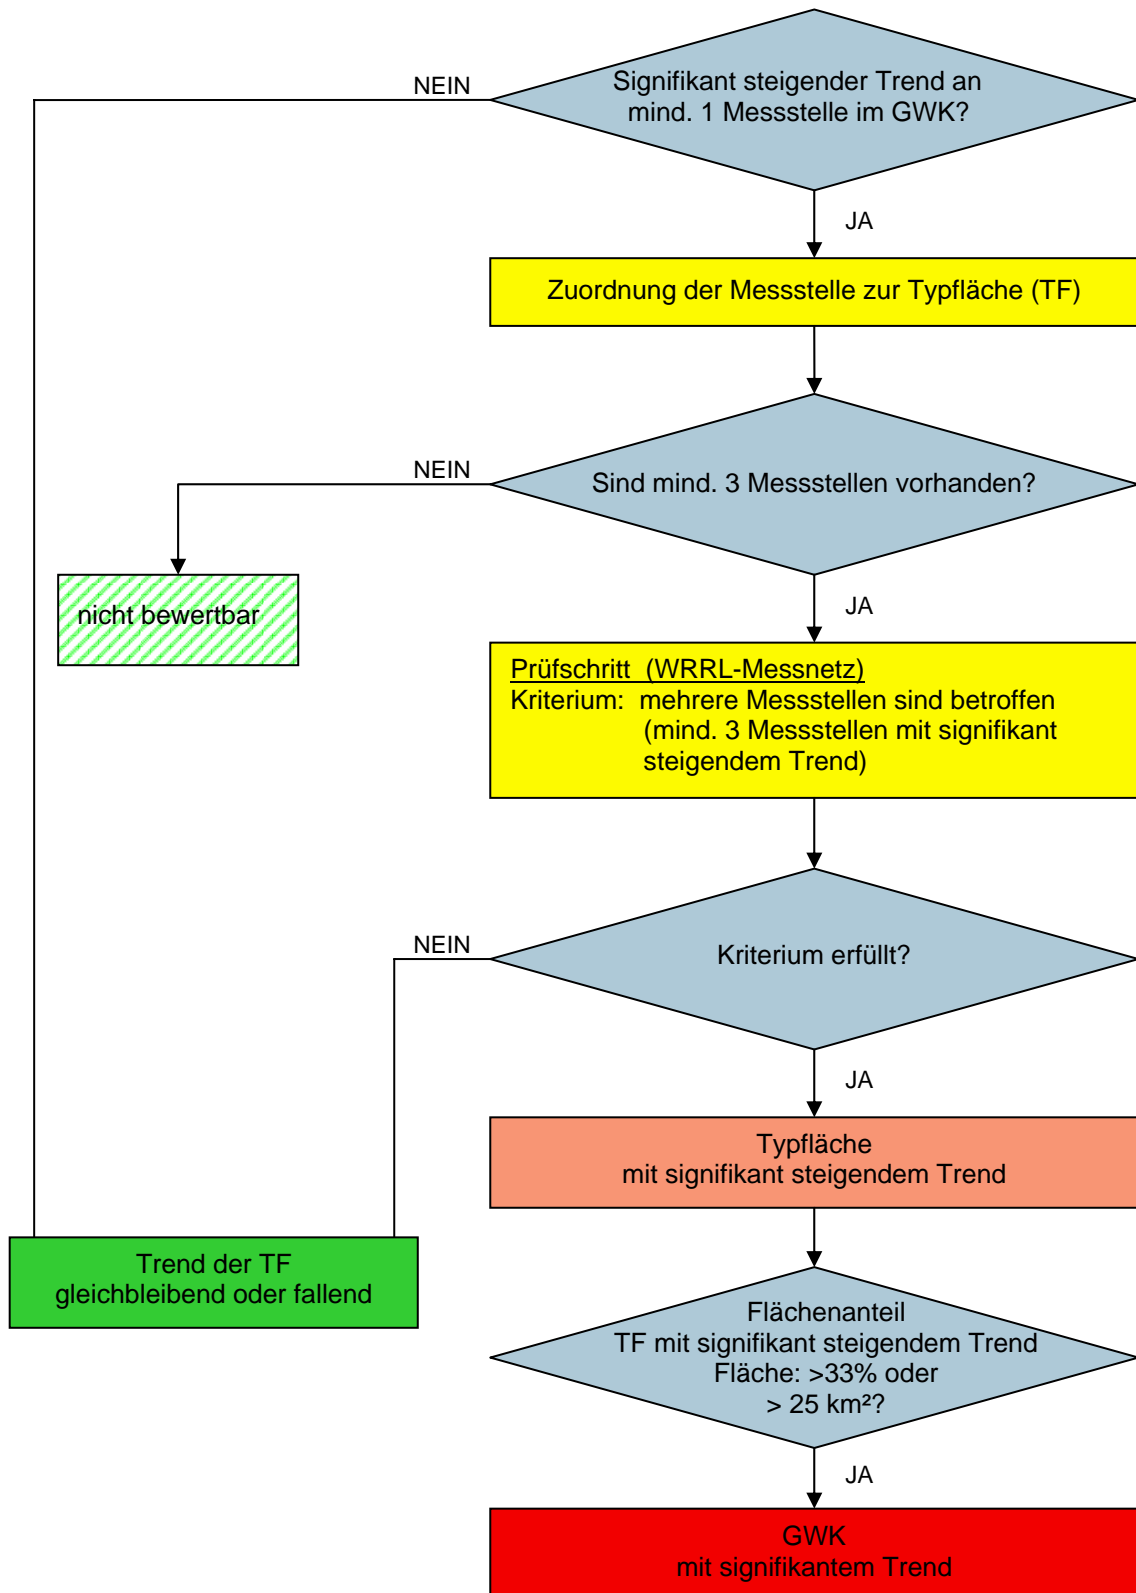 NEIN
Signifikant steigender Trend an
mind. 1 Messstelle im GWK?
JA
Zuordnung der Messstelle zur Typfläche (TF)
NEIN
Sind mind. 3 Messstellen vorhanden?
nicht bewertbar
JA
Prüfschritt (WRRL-Messnetz)
Kriterium: mehrere Messstellen sind betroffen
(mind. 3 Messstellen mit signifikant
steigendem Trend)
NEIN
Kriterium erfüllt?
JA
Typfläche
mit signifikant steigendem Trend
Trend der TF
gleichbleibend oder fallend
Flächenanteil
TF mit signifikant steigendem Trend
Fläche: >33% oder
> 25 km²?
JA
GWK
mit signifikantem Trend